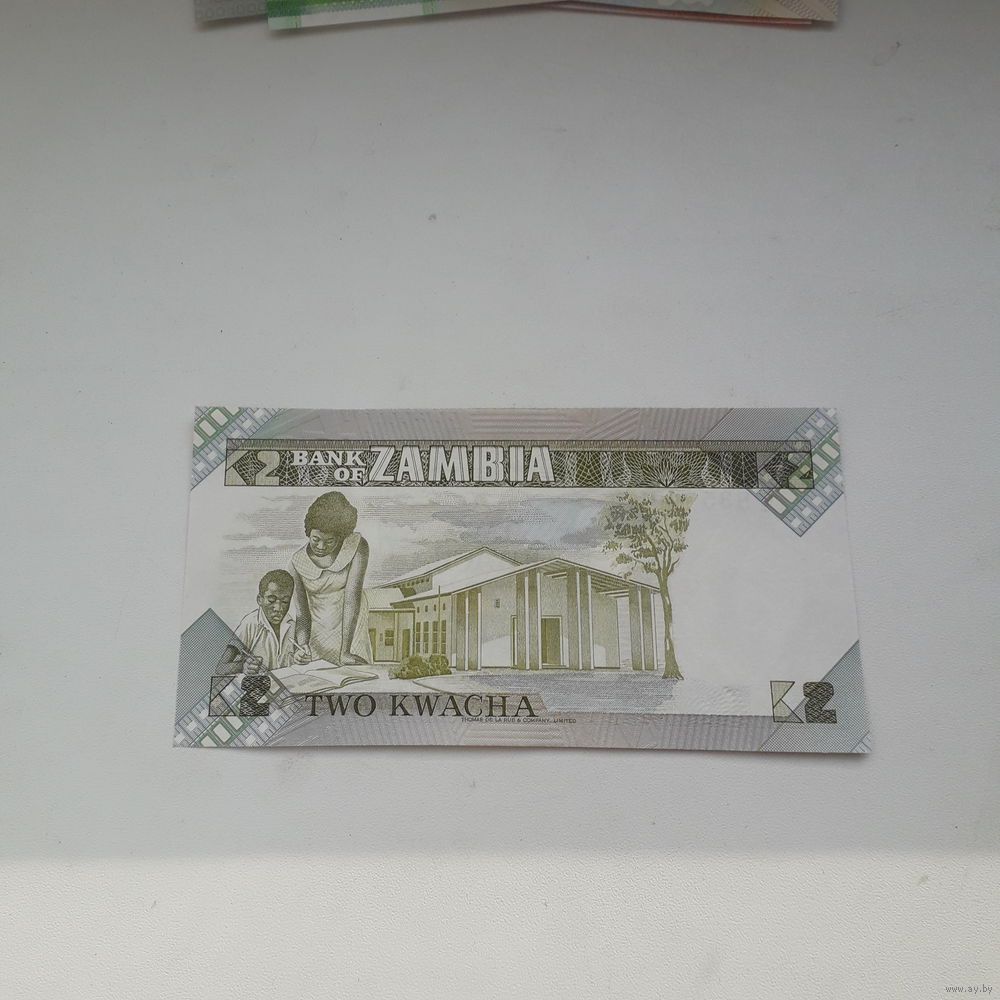 K2 BANK OF ZAMBIA K2
K2 TWO KWACHA K2
THOMAS DE LA RUE & COMPANY, LIMITED
www.ay.by